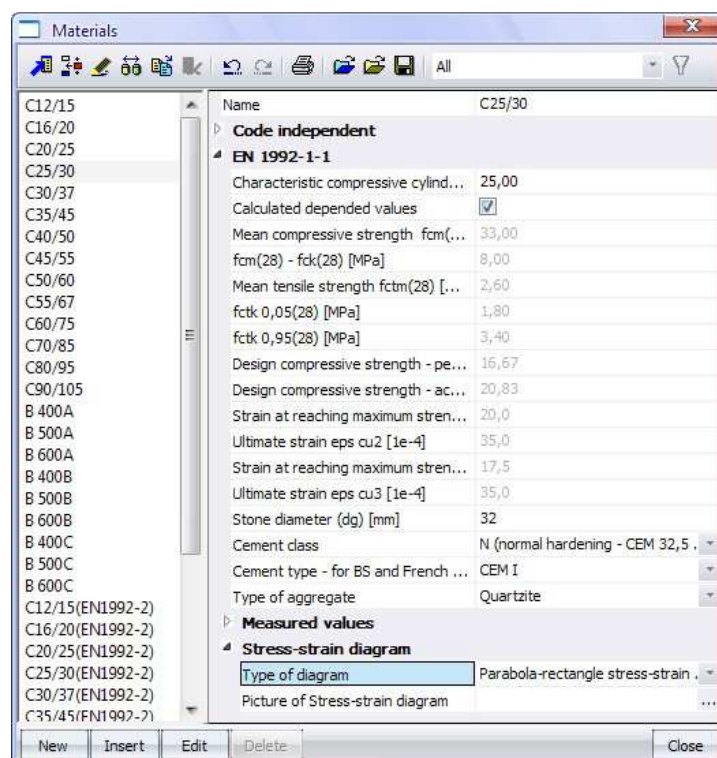 Materials
All
C12/15
C16/20
C20/25
C25/30
C30/37
C35/45
C40/50
C45/55
C50/60
C55/67
C60/75
C70/85
C80/95
C90/105
B 400A
B 500A
B 600A
B 400B
B 500B
B 600B
B 400C
B 500C
B 600C
C12/15(EN1992-2)
C16/20(EN1992-2)
C20/25(EN1992-2)
C25/30(EN1992-2)
C30/37(EN1992-2)
C35/45(EN1992-2)
Name C25/30
Code independent
EN 1992-1-1
Characteristic compressive cylind... 25,00
Calculated depended values
Mean compressive strength fcm(... 33,00
fcm(28) - fck(28) [MPa] 8,00
Mean tensile strength fctm(28) [... 2,60
fctk 0,05(28) [MPa] 1,80
fctk 0,95(28) [MPa] 3,40
Design compressive strength - pe... 16,67
Design compressive strength - ac... 20,83
Strain at reaching maximum stren... 20,0
Ultimate strain eps cu2 [1e-4] 35,0
Strain at reaching maximum stren... 17,5
Ultimate strain eps cu3 [1e-4] 35,0
Stone diameter (dg) [mm] 32
Cement class N (normal hardening - CEM 32,5 .
Cement type - for BS and French ... CEM I
Type of aggregate Quartzite
Measured values
Stress-strain diagram
Type of diagram Parabola-rectangle stress-strain .
Picture of Stress-strain diagram ...
New Insert Edit Delete Close